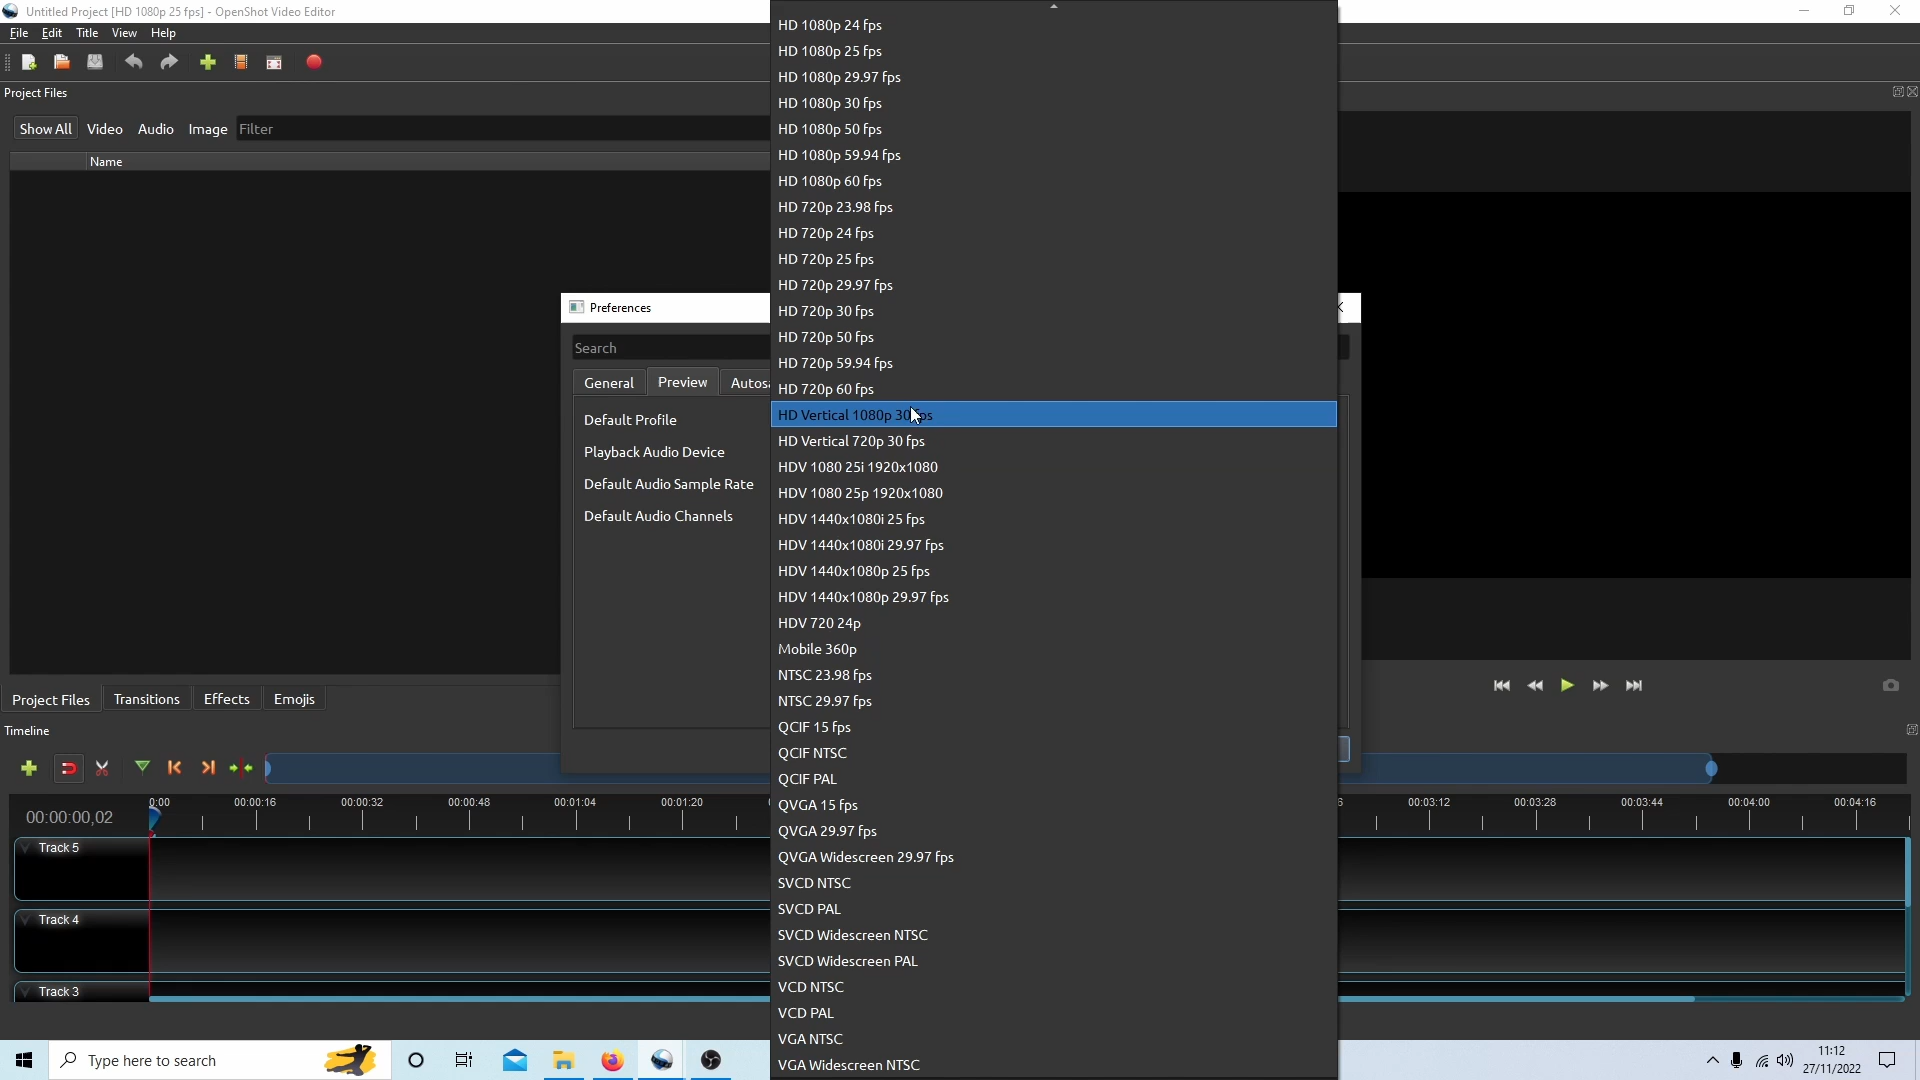 Untitled Project [HD 1080p 25 fps] - OpenShot Video Editor
File Edit Title View Help
Project Files
Show All Video Audio Image Filter
Name
Preferences
Search
General Preview Autosa
Default Profile
Playback Audio Device
Default Audio Sample Rate
Default Audio Channels
HD 1080p 24 fps
HD 1080p 25 fps
HD 1080p 29.97 fps
HD 1080p 30 fps
HD 1080p 50 fps
HD 1080p 59.94 fps
HD 1080p 60 fps
HD 720p 23.98 fps
HD 720p 24 fps
HD 720p 25 fps
HD 720p 29.97 fps
HD 720p 30 fps
HD 720p 50 fps
HD 720p 59.94 fps
HD 720p 60 fps
HD Vertical 1080p 30 fps
HD Vertical 720p 30 fps
HDV 1080 25i 1920x1080
HDV 1080 25p 1920x1080
HDV 1440x1080i 25 fps
HDV 1440x1080i 29.97 fps
HDV 1440x1080p 25 fps
HDV 1440x1080p 29.97 fps
HDV 720 24p
Mobile 360p
NTSC 23.98 fps
NTSC 29.97 fps
QCIF 15 fps
QCIF NTSC
QCIF PAL
QVGA 15 fps
QVGA 29.97 fps
QVGA Widescreen 29.97 fps
SVCD NTSC
SVCD PAL
SVCD Widescreen NTSC
SVCD Widescreen PAL
VCD NTSC
VCD PAL
VGA NTSC
VGA Widescreen NTSC
Project Files Transitions Effects Emojis
Timeline
00:00:00,02
0:00 00:00:16 00:00:32 00:00:48 00:01:04 00:01:20 00:03:12 00:03:28 00:03:44 00:04:00 00:04:16
Track 5
Track 4
Track 3
Type here to search
11:12
27/11/2022